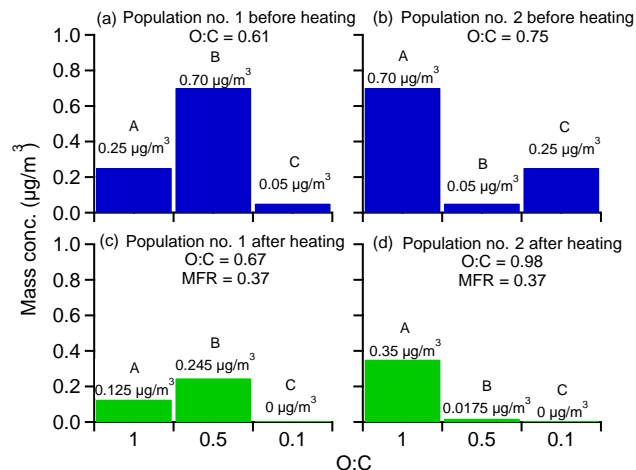 (a) Population no. 1 before heating
O:C = 0.61
B
0.70 µg/m³
A
0.25 µg/m³
C
0.05 µg/m³
(b) Population no. 2 before heating
O:C = 0.75
A
0.70 µg/m³
B
0.05 µg/m³
C
0.25 µg/m³
1.0
0.8
0.6
0.4
0.2
0.0
(c) Population no. 1 after heating
O:C = 0.67
MFR = 0.37
A
0.125 µg/m³
B
0.245 µg/m³
C
0 µg/m³
(d) Population no. 2 after heating
O:C = 0.98
MFR = 0.37
A
0.35 µg/m³
B
0.0175 µg/m³
C
0 µg/m³
1.0
0.8
0.6
0.4
0.2
0.0
Mass conc. (µg/m³)
1 0.5 0.1 1 0.5 0.1
O:C